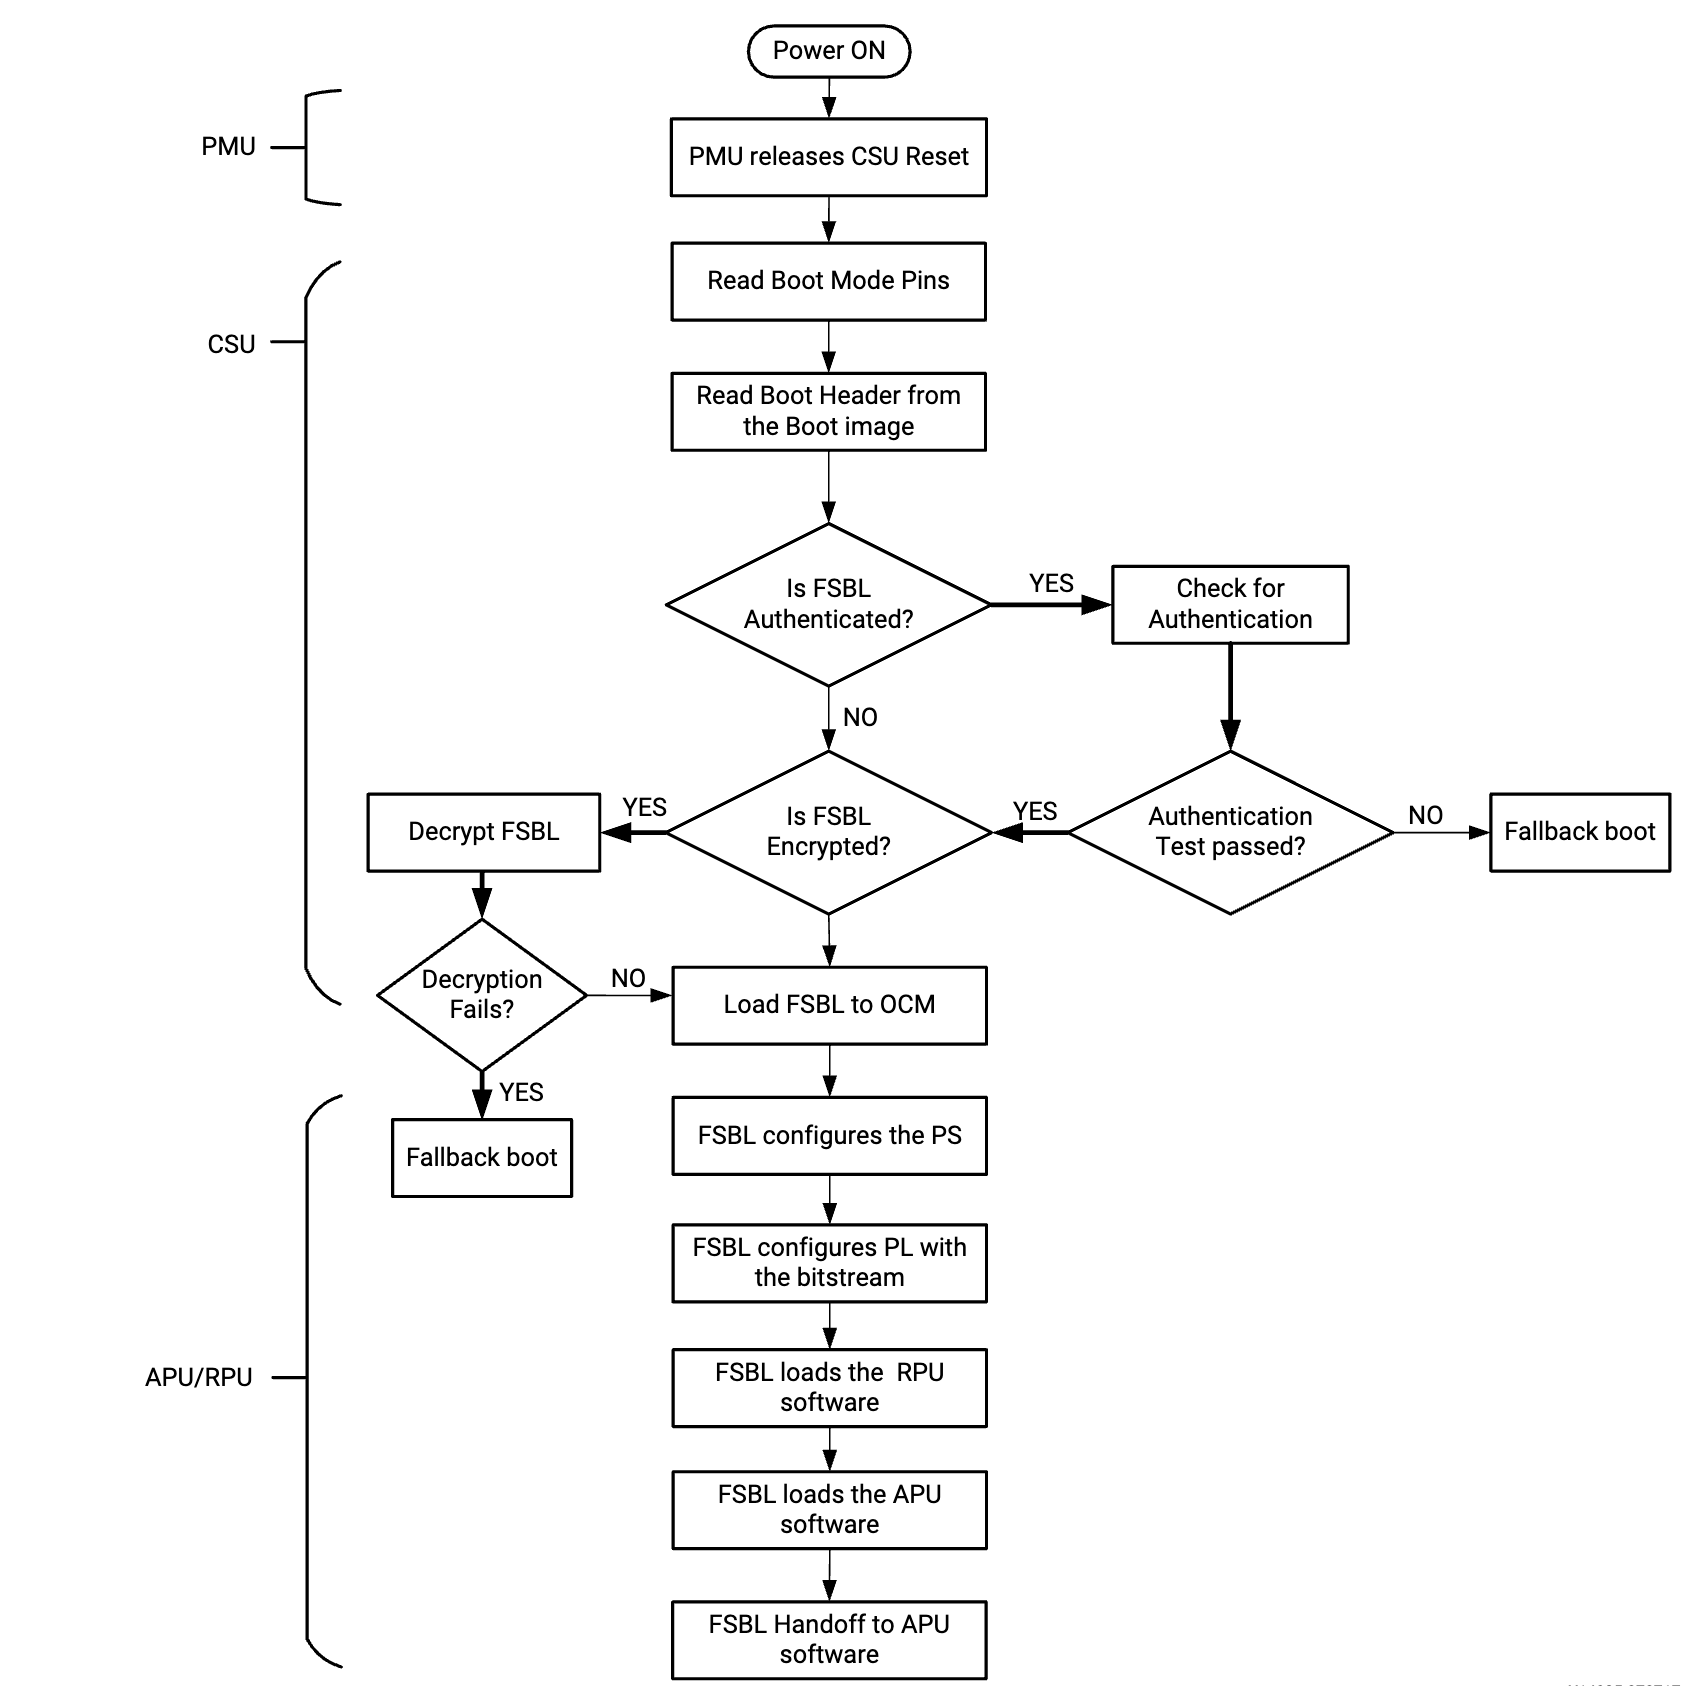 Power ON
PMU
PMU releases CSU Reset
Read Boot Mode Pins
CSU
Read Boot Header from
the Boot image
Is FSBL
Authenticated?
YES
Check for
Authentication
NO
Decrypt FSBL
YES
Is FSBL
Encrypted?
YES
Authentication
Test passed?
NO
Fallback boot
Decryption
Fails?
NO
Load FSBL to OCM
YES
Fallback boot
FSBL configures the PS
FSBL configures PL with
the bitstream
APU/RPU
FSBL loads the  RPU
software
FSBL loads the APU
software
FSBL Handoff to APU
software